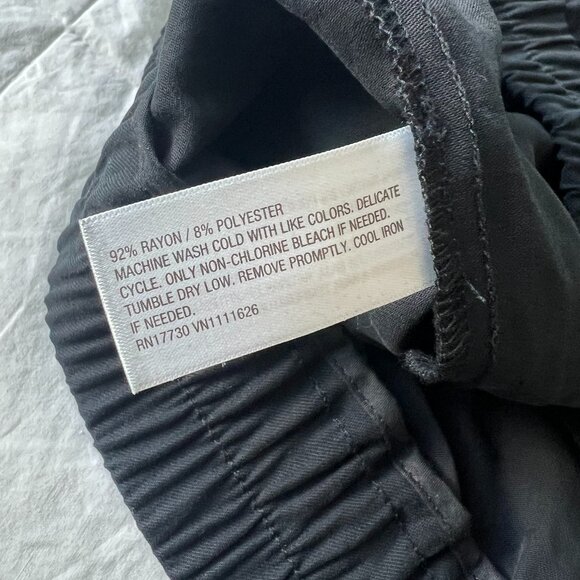 92% RAYON / 8% POLYESTER
MACHINE WASH COLD WITH LIKE COLORS. DELICATE
CYCLE. ONLY NON-CHLORINE BLEACH IF NEEDED.
TUMBLE DRY LOW. REMOVE PROMPTLY. COOL IRON
IF NEEDED.
RN17730 VN1111626